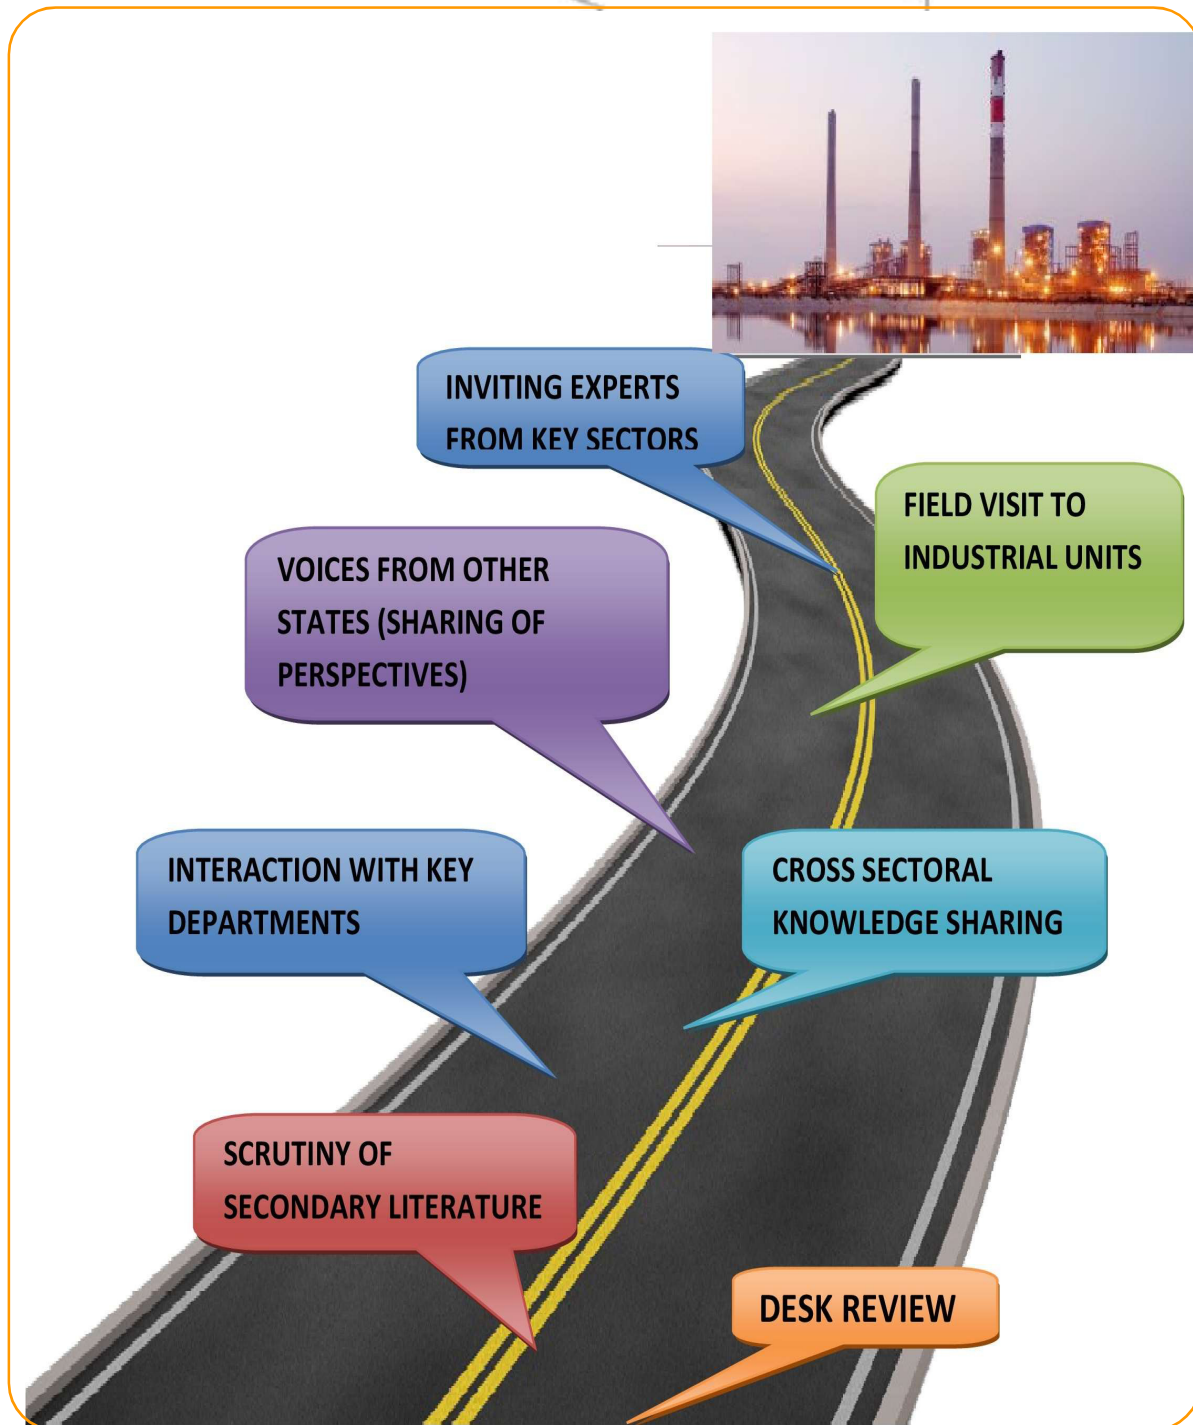 INVITING EXPERTS
FROM KEY SECTORS
FIELD VISIT TO
INDUSTRIAL UNITS
VOICES FROM OTHER
STATES (SHARING OF
PERSPECTIVES)
INTERACTION WITH KEY
DEPARTMENTS
CROSS SECTORAL
KNOWLEDGE SHARING
SCRUTINY OF
SECONDARY LITERATURE
DESK REVIEW